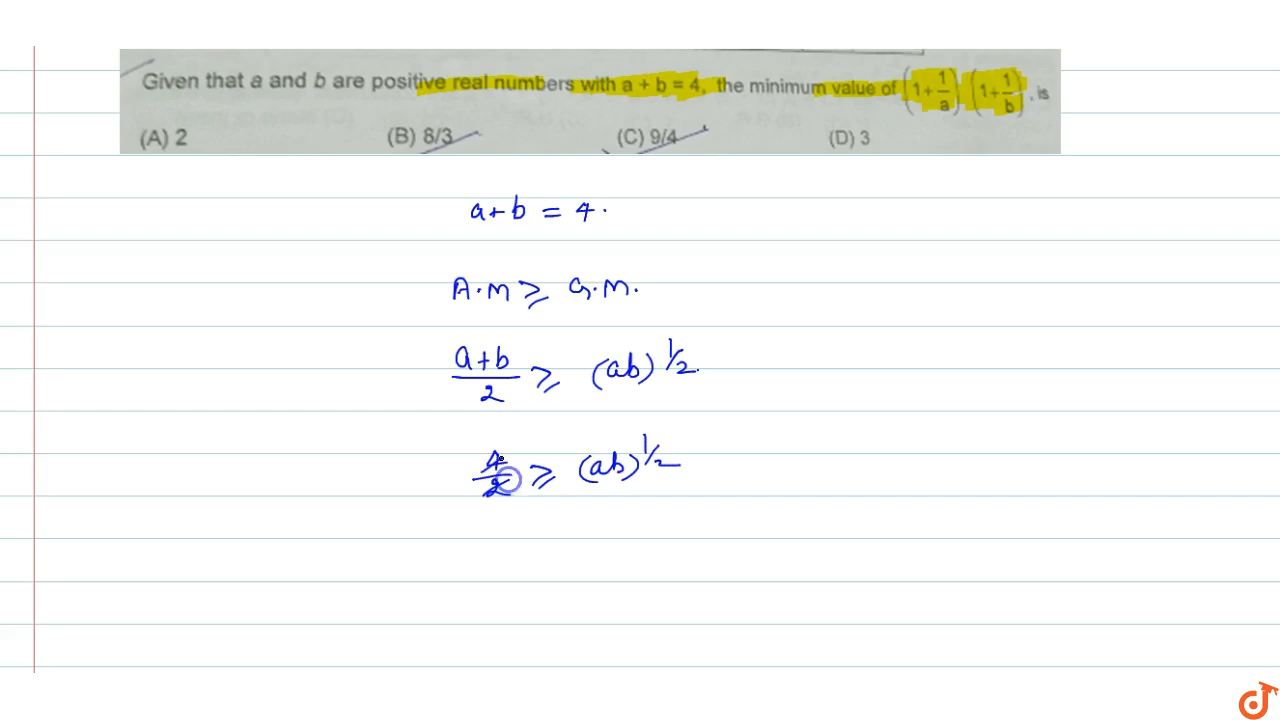 Given that a and b are positive real numbers with a + b = 4, the minimum value of (1+1/a) (1+1/b), is
(A) 2 (B) 8/3 (C) 9/4 (D) 3
a+b = 4.
A.M ≥ G.M.
a+b/2 ≥ (ab)^1/2.
4/2 ≥ (ab)^1/2